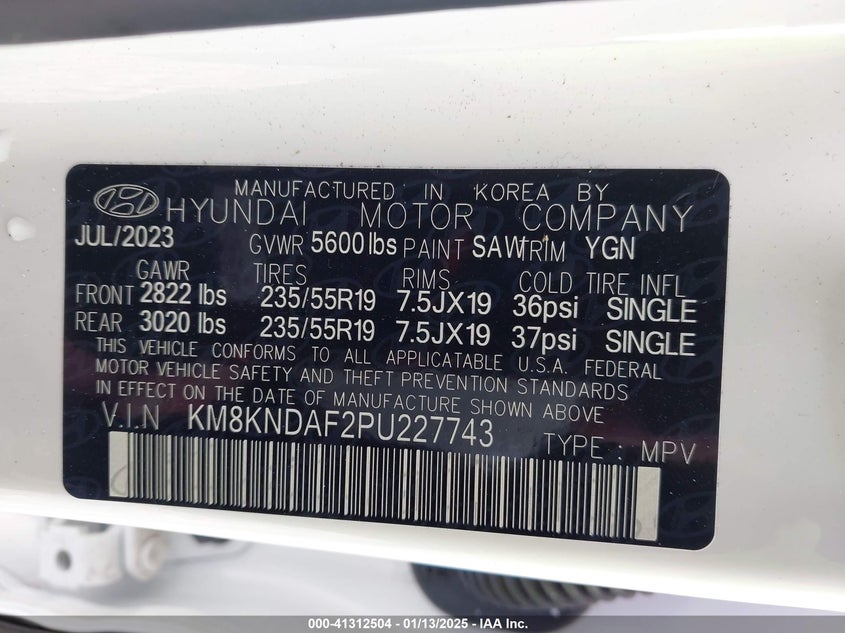 MANUFACTURED IN KOREA BY
HYUNDAI MOTOR COMPANY
JUL/2023 GVWR 5600 lbs PAINT SAW TRIM YGN
GAWR TIRES RIMS COLD TIRE INFL
FRONT 2822 lbs 235/55R19 7.5JX19 36psi SINGLE
REAR 3020 lbs 235/55R19 7.5JX19 37psi SINGLE
THIS VEHICLE CONFORMS TO ALL APPLICATABLE U.S.A. FEDERAL
MOTOR VEHICLE SAFETY AND THEFT PREVENTION STANDARDS
IN EFFECT ON THE DATE OF MANUFACTURE SHOWN ABOVE
V.I.N KM8KNDAF2PU227743 TYPE : MPV
000-41312504 - 01/13/2025 - IAA Inc.